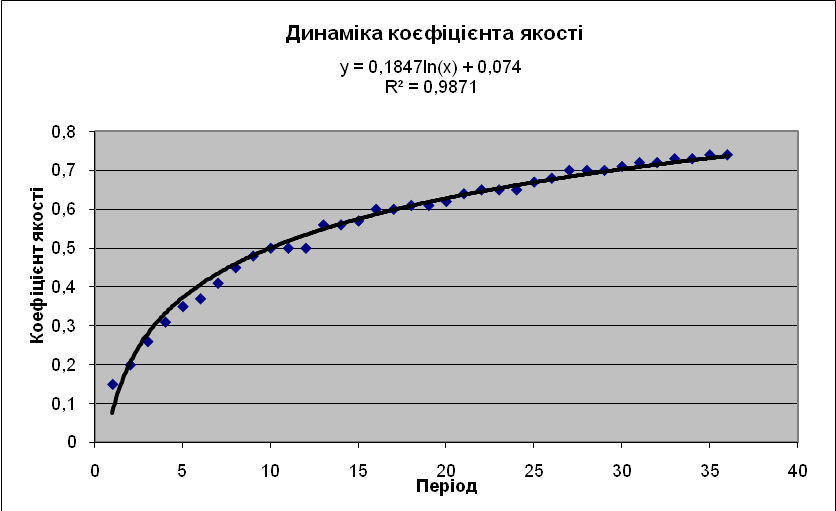 Динаміка коєфіцієнта якості
y = 0,1847ln(x) + 0,074
R² = 0,9871
0,8
0,7
0,6
0,5
0,4
0,3
0,2
0,1
0
Коефіцієнт якості
0 5 10 15 20 25 30 35 40
Період